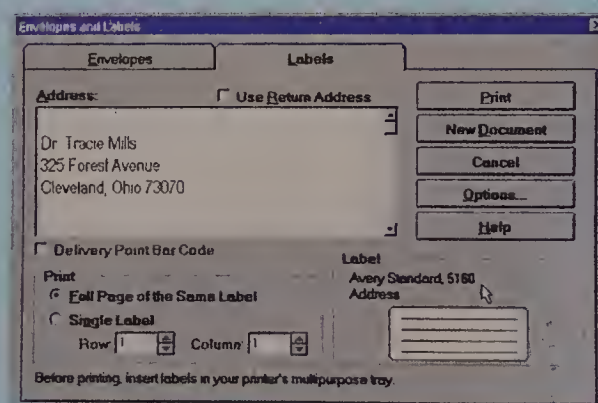 Envelopes and Labels
Envelopes
Labels
Address:
Use Return Address
Dr. Tracie Mills
325 Forest Avenue
Cleveland, Ohio 73070
Print
New Document
Cancel
Options...
Help
Delivery Point Bar Code
Print
Full Page of the Same Label
Single Label
Row: 1 Column: 1
Label
Avery Standard, 5160
Address
Before printing, insert labels in your printer's multipurpose tray.